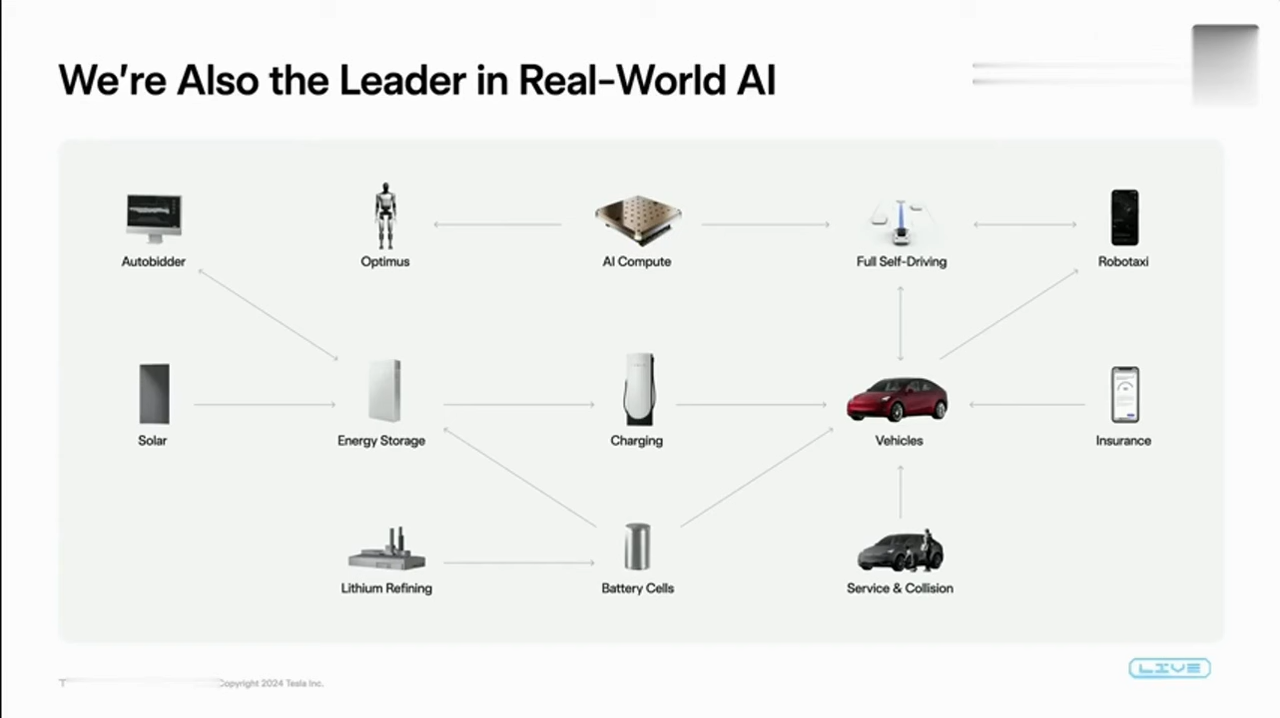 We're Also the Leader in Real-World AI
Autobidder
Optimus
AI Compute
Full Self-Driving
Robotaxi
Solar
Energy Storage
Charging
Vehicles
Insurance
Lithium Refining
Battery Cells
Service & Collision
Copyright 2024 Tesla Inc.
LIVE